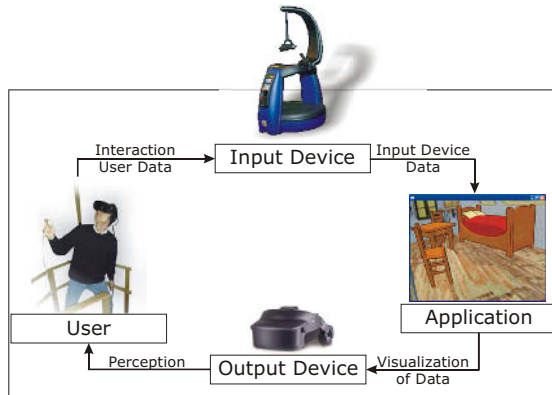 Interaction
User Data
Input Device
Input Device
Data
User
Application
Perception
Output Device
Visualization
of Data